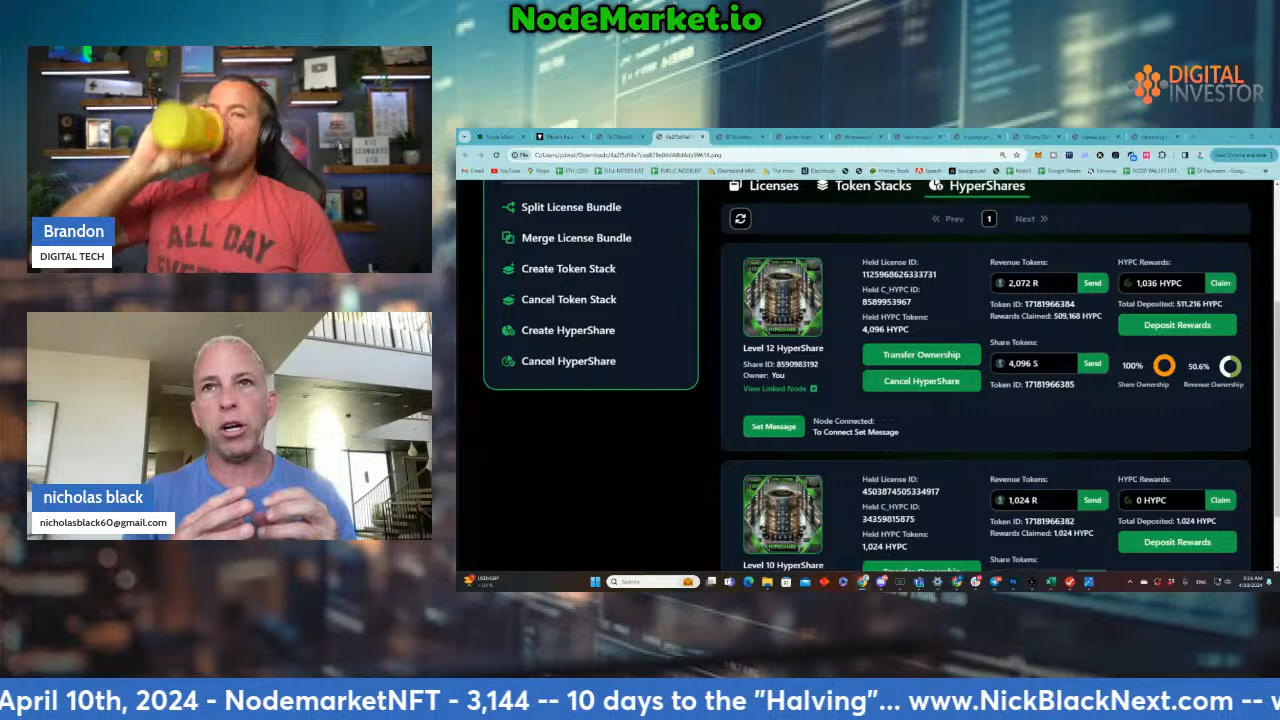 NodeMarket.io
DIGITAL
INVESTOR
Brandon
DIGITAL TECH
ALL DAY
nicholas black
nicholasblack60@gmail.com
File
Gmail
YouTube
Maps
Licenses
Token Stacks
HyperShares
Split License Bundle
Merge License Bundle
Create Token Stack
Cancel Token Stack
Create HyperShare
Cancel HyperShare
Prev
1
Next
Level 12 HyperShare
Share ID: 8590983192
Owner: You
View Linked Node
Held License ID:
1125968626333731
Held C_HYPC ID:
8589953967
Held HYPC Tokens:
4,096 HYPC
Transfer Ownership
Cancel HyperShare
Revenue Tokens:
2,072 R
Send
Token ID: 17181966384
Rewards Claimed: 509,168 HYPC
Share Tokens:
4,096 S
Send
Token ID: 17181966385
HYPC Rewards:
1,036 HYPC
Claim
Total Deposited: 511,216 HYPC
Deposit Rewards
100%
Share Ownership
50.6%
Revenue Ownership
Set Message
Node Connected:
To Connect Set Message
Level 10 HyperShare
Held License ID:
4503874505334917
Held C_HYPC ID:
34359815875
Held HYPC Tokens:
1,024 HYPC
Revenue Tokens:
1,024 R
Send
Token ID: 17181966382
Rewards Claimed: 1,024 HYPC
Share Tokens:
HYPC Rewards:
0 HYPC
Claim
Total Deposited: 1,024 HYPC
Deposit Rewards
USD/GBP
Search
April 10th, 2024 - NodemarketNFT - 3,144 -- 10 days to the "Halving"... www.NickBlackNext.com --